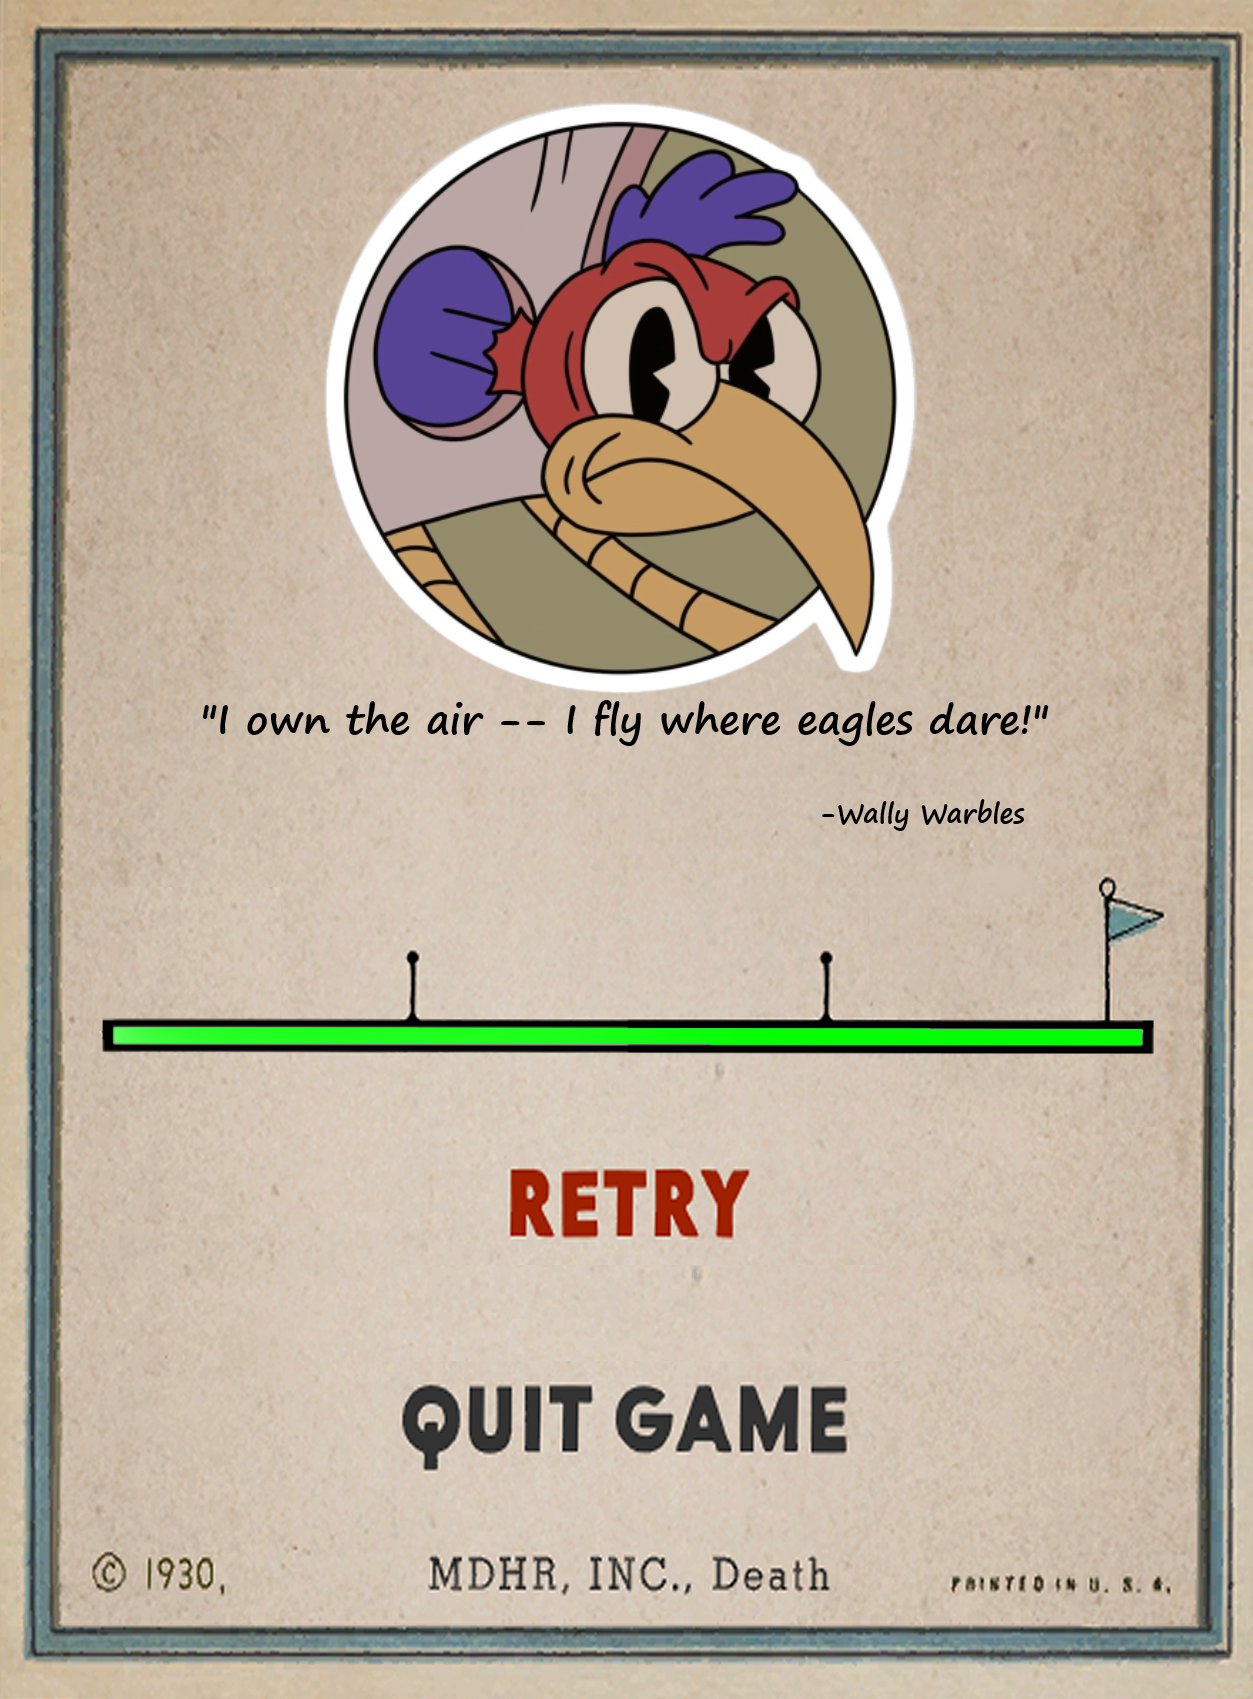 "I own the air -- I fly where eagles dare!"
-Wally Warbles
RETRY
QUIT GAME
© 1930, MDHR, INC., Death PRINTED IN U. S. A.